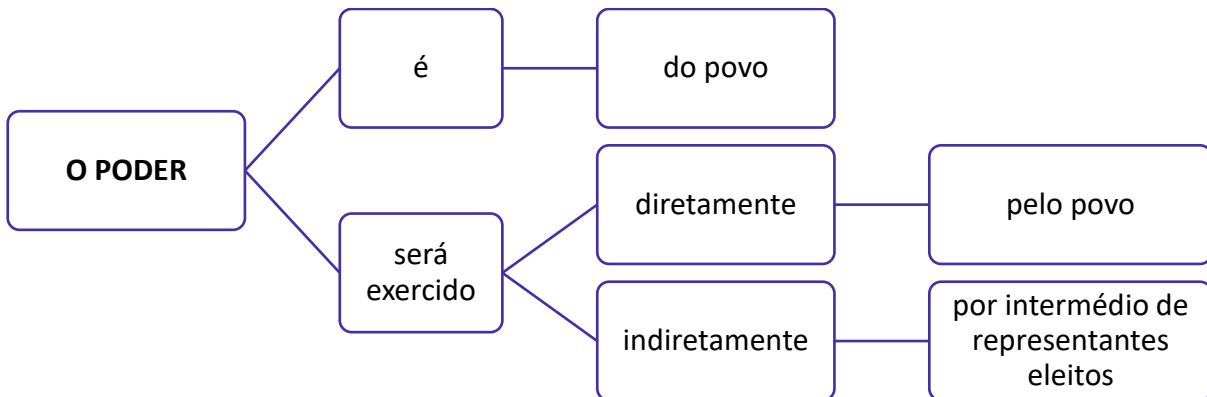 O PODER
é
do povo
será
exercido
diretamente
pelo povo
indiretamente
por intermédio de
representantes
eleitos